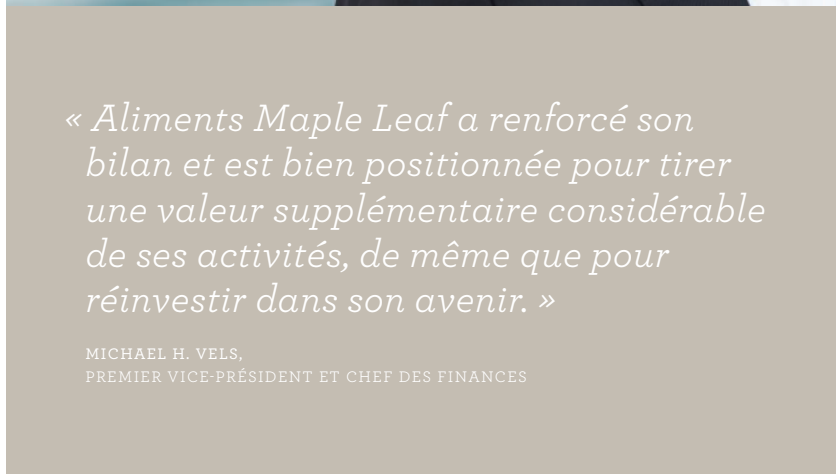 « Aliments Maple Leaf a renforcé son
bilan et est bien positionnée pour tirer
une valeur supplémentaire considérable
de ses activités, de même que pour
réinvestir dans son avenir. »
MICHAEL H. VELS,
PREMIER VICE-PRÉSIDENT ET CHEF DES FINANCES